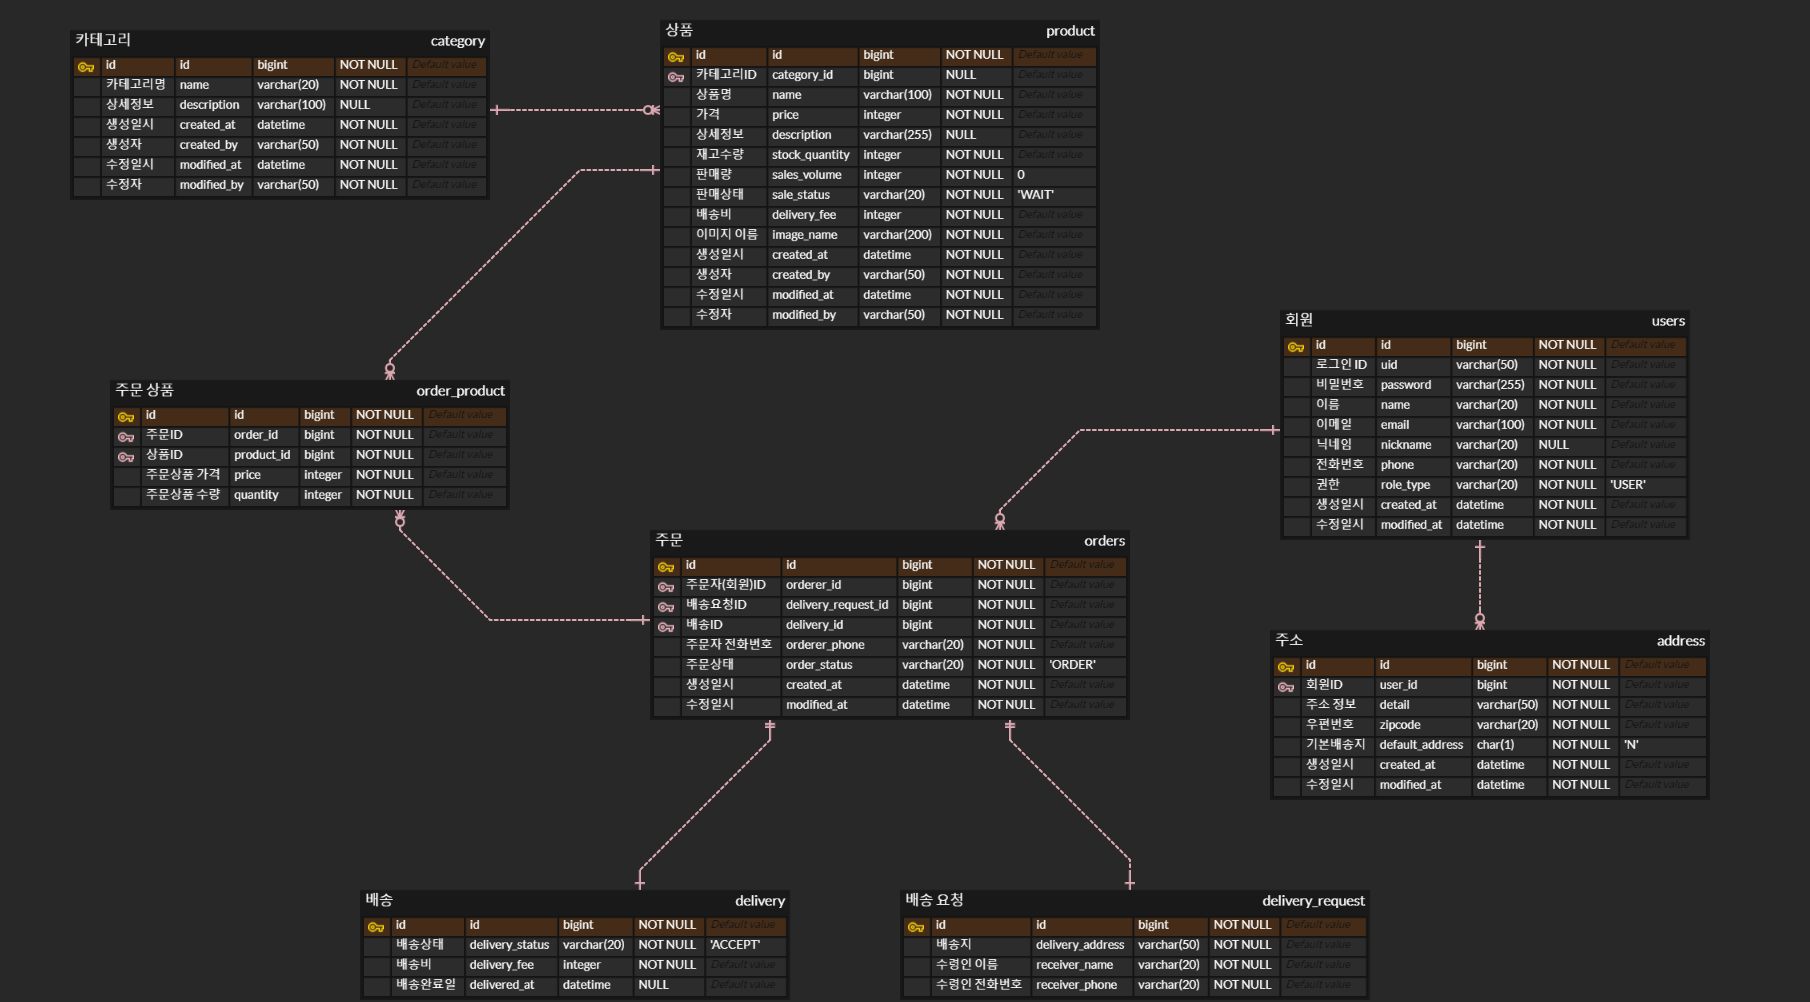 카테고리 category
id id bigint NOT NULL Default value
카테고리명 name varchar(20) NOT NULL Default value
상세정보 description varchar(100) NULL Default value
생성일시 created_at datetime NOT NULL Default value
생성자 created_by varchar(50) NOT NULL Default value
수정일시 modified_at datetime NOT NULL Default value
수정자 modified_by varchar(50) NOT NULL Default value
상품 product
id id bigint NOT NULL Default value
카테고리ID category_id bigint NULL Default value
상품명 name varchar(100) NOT NULL Default value
가격 price integer NOT NULL Default value
상세정보 description varchar(255) NULL Default value
재고수량 stock_quantity integer NOT NULL Default value
판매량 sales_volume integer NOT NULL 0
판매상태 sale_status varchar(20) NOT NULL 'WAIT'
배송비 delivery_fee integer NOT NULL Default value
이미지 이름 image_name varchar(200) NOT NULL Default value
생성일시 created_at datetime NOT NULL Default value
생성자 created_by varchar(50) NOT NULL Default value
수정일시 modified_at datetime NOT NULL Default value
수정자 modified_by varchar(50) NOT NULL Default value
회원 users
id id bigint NOT NULL Default value
로그인 ID uid varchar(50) NOT NULL Default value
비밀번호 password varchar(255) NOT NULL Default value
이름 name varchar(20) NOT NULL Default value
이메일 email varchar(100) NOT NULL Default value
닉네임 nickname varchar(20) NULL Default value
전화번호 phone varchar(20) NOT NULL Default value
권한 role_type varchar(20) NOT NULL 'USER'
생성일시 created_at datetime NOT NULL Default value
수정일시 modified_at datetime NOT NULL Default value
주문 상품 order_product
id id bigint NOT NULL Default value
주문ID order_id bigint NOT NULL Default value
상품ID product_id bigint NOT NULL Default value
주문상품 가격 price integer NOT NULL Default value
주문상품 수량 quantity integer NOT NULL Default value
주문 orders
id id bigint NOT NULL Default value
주문자(회원)ID orderer_id bigint NOT NULL Default value
배송요청ID delivery_request_id bigint NOT NULL Default value
배송ID delivery_id bigint NOT NULL Default value
주문자 전화번호 orderer_phone varchar(20) NOT NULL Default value
주문상태 order_status varchar(20) NOT NULL 'ORDER'
생성일시 created_at datetime NOT NULL Default value
수정일시 modified_at datetime NOT NULL Default value
주소 address
id id bigint NOT NULL Default value
회원ID user_id bigint NOT NULL Default value
주소 정보 detail varchar(50) NOT NULL Default value
우편번호 zipcode varchar(20) NOT NULL Default value
기본배송지 default_address char(1) NOT NULL 'N'
생성일시 created_at datetime NOT NULL Default value
수정일시 modified_at datetime NOT NULL Default value
배송 delivery
id id bigint NOT NULL Default value
배송상태 delivery_status varchar(20) NOT NULL 'ACCEPT'
배송비 delivery_fee integer NOT NULL Default value
배송완료일 delivered_at datetime NULL Default value
배송 요청 delivery_request
id id bigint NOT NULL Default value
배송지 delivery_address varchar(50) NOT NULL Default value
수령인 이름 receiver_name varchar(20) NOT NULL Default value
수령인 전화번호 receiver_phone varchar(20) NOT NULL Default value